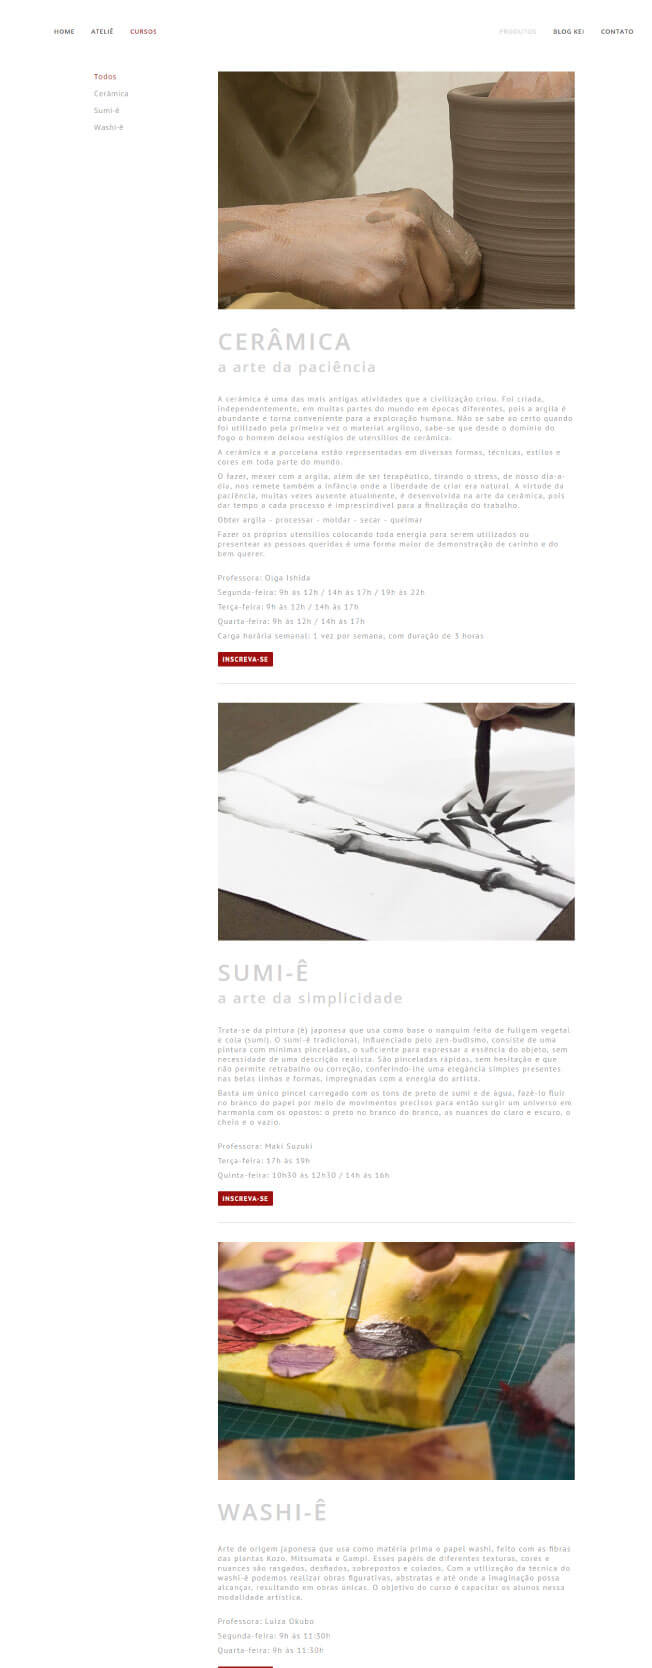 HOME ATELIÊ CURSOS PRODUTOS BLOG KEI CONTATO
Todos
Cerâmica
Sumi-ê
Washi-ê
CERÂMICA
a arte da paciência
A cerâmica é uma das mais antigas atividades que a civilização criou. Foi criada,
independentemente, em muitas partes do mundo em épocas diferentes, pois a argila é
abundante e torna conveniente para a exploração humana. Não se sabe ao certo quando
foi utilizado pela primeira vez o material argiloso, sabe-se que desde o domínio do
fogo o homem deixou vestígios de utensílios de cerâmica.
A cerâmica e a porcelana estão representadas em diversas formas, técnicas, estilos e
cores em toda parte do mundo.
O fazer, mexer com a argila, além de ser terapêutico, tirando o stress, de nosso dia-a-
dia, nos remete também a infância onde a liberdade de criar era natural. A virtude da
paciência, muitas vezes ausente atualmente, é desenvolvida na arte da cerâmica, pois
dar tempo a cada processo é imprescindível para a finalização do trabalho.
Obter argila - processar - moldar - secar - queimar
Fazer os próprios utensílios colocando toda energia para serem utilizados ou
presentear as pessoas queridas é uma forma maior de demonstração de carinho e do
bem querer.
Professora: Olga Ishida
Segunda-feira: 9h às 12h / 14h às 17h / 19h às 22h
Terça-feira: 9h às 12h / 14h às 17h
Quarta-feira: 9h às 12h / 14h às 17h
Carga horária semanal: 1 vez por semana, com duração de 3 horas
INSCREVA-SE
SUMI-Ê
a arte da simplicidade
Trata-se da pintura (ê) japonesa que usa como base o nanquim feito de fuligem vegetal
e cola (sumi). O sumi-ê tradicional, influenciado pelo zen-budismo, consiste de uma
pintura com mínimas pinceladas, o suficiente para expressar a essência do objeto, sem
necessidade de uma descrição realista. São pinceladas rápidas, sem hesitação e que
não permite retrabalho ou correção, conferindo-lhe uma elegância simples presentes
nas belas linhas e formas, impregnadas com a energia do artista.
Basta um único pincel carregado com os tons de preto de sumi e de água, fazê-lo fluir
no branco do papel por meio de movimentos precisos para então surgir um universo em
harmonia com os opostos: o preto no branco do branco, as nuances do claro e escuro, o
cheio e o vazio.
Professora: Maki Suzuki
Terça-feira: 17h às 19h
Quinta-feira: 10h30 às 12h30 / 14h às 16h
INSCREVA-SE
WASHI-Ê
Arte de origem japonesa que usa como matéria prima o papel washi, feito com as fibras
das plantas Kozo, Mitsumata e Gampi. Esses papéis de diferentes texturas, cores e
nuances são rasgados, desfiados, sobrepostos e colados. Com a utilização da técnica do
washi-ê podemos realizar obras figurativas, abstratas e até onde a imaginação possa
alcançar, resultando em obras únicas. O objetivo do curso é capacitar os alunos nessa
modalidade artística.
Professora: Luiza Okubo
Segunda-feira: 9h às 11:30h
Quarta-feira: 9h às 11:30h